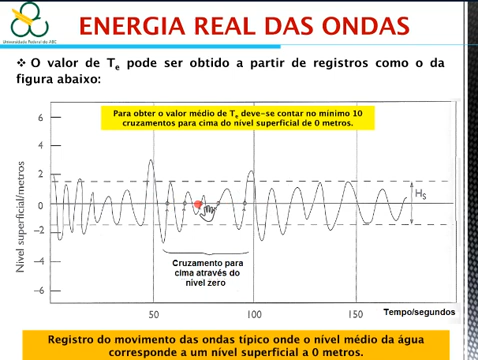 Universidade Federal do ABC
ENERGIA REAL DAS ONDAS
❖ O valor de Te pode ser obtido a partir de registros como o da
figura abaixo:
Para obter o valor médio de Te deve-se contar no mínimo 10
cruzamentos para cima do nível superficial de 0 metros.
Nível superficial/metros
6
4
2
0
−2
−4
−6
Hs
Cruzamento para
cima através do
nível zero
50
100
150
Tempo/segundos
Registro do movimento das ondas típico onde o nível médio da água
corresponde a um nível superficial a 0 metros.